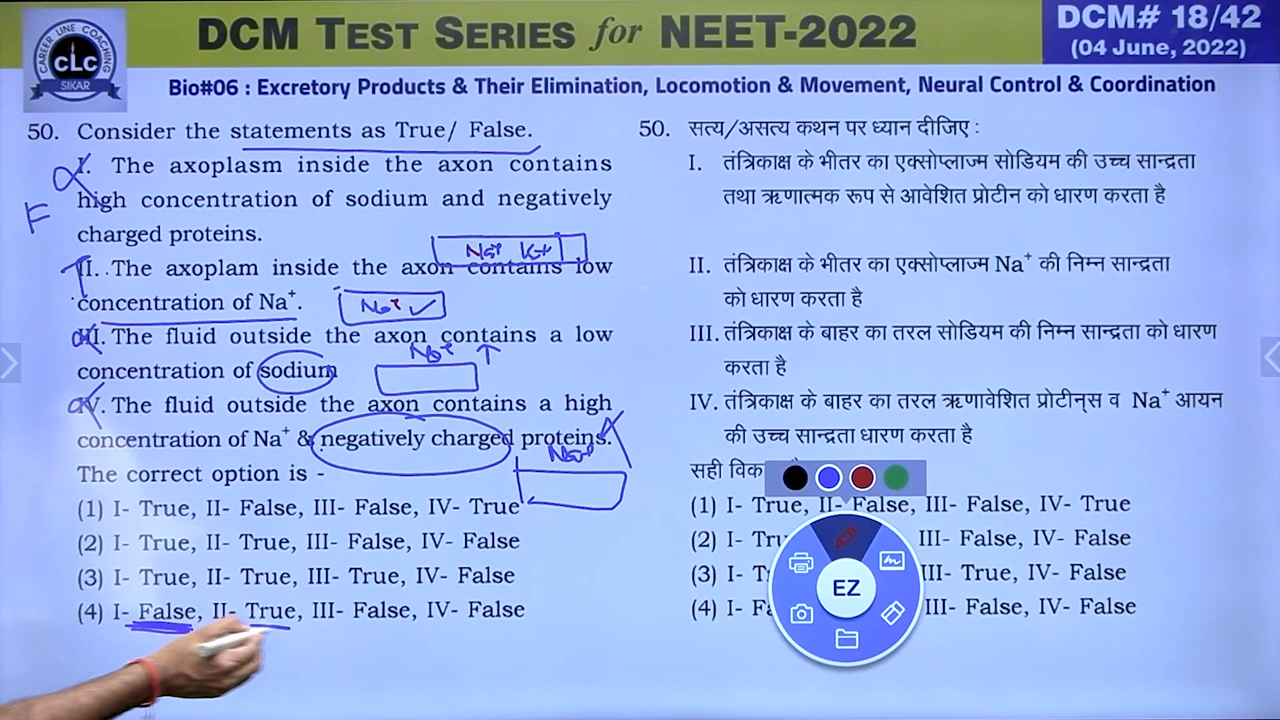 CAREER LINE COACHING
CLC
SIKAR
DCM TEST SERIES for NEET-2022
DCM# 18/42
(04 June, 2022)
Bio#06 : Excretory Products & Their Elimination, Locomotion & Movement, Neural Control & Coordination
50. Consider the statements as True/ False.
I. The axoplasm inside the axon contains
high concentration of sodium and negatively
F
charged proteins.
Na+ K+
II. The axoplam inside the axon contains low
concentration of Na+.
Na+ ✓
III. The fluid outside the axon contains a low
Na+ ↑
concentration of sodium
IV. The fluid outside the axon contains a high
concentration of Na+ & negatively charged proteins.
Na+
The correct option is -
(1) I- True, II- False, III- False, IV- True
(2) I- True, II- True, III- False, IV- False
(3) I- True, II- True, III- True, IV- False
(4) I- False, II- True, III- False, IV- False
50. सत्य/असत्य कथन पर ध्यान दीजिए :
I. तंत्रिकाक्ष के भीतर का एक्सोप्लाज्म सोडियम की उच्च सान्द्रता
तथा ऋणात्मक रूप से आवेशित प्रोटीन को धारण करता है
II. तंत्रिकाक्ष के भीतर का एक्सोप्लाज्म Na+ की निम्न सान्द्रता
को धारण करता है
III. तंत्रिकाक्ष के बाहर का तरल सोडियम की निम्न सान्द्रता को धारण
करता है
IV. तंत्रिकाक्ष के बाहर का तरल ऋणावेशित प्रोटीन्स व Na+ आयन
की उच्च सान्द्रता धारण करता है
सही
(1) I- True, II- False, III- False, IV- True
(2) I- III- False, IV- False
(3) I- III- True, IV- False
(4) I- III- False, IV- False
EZ